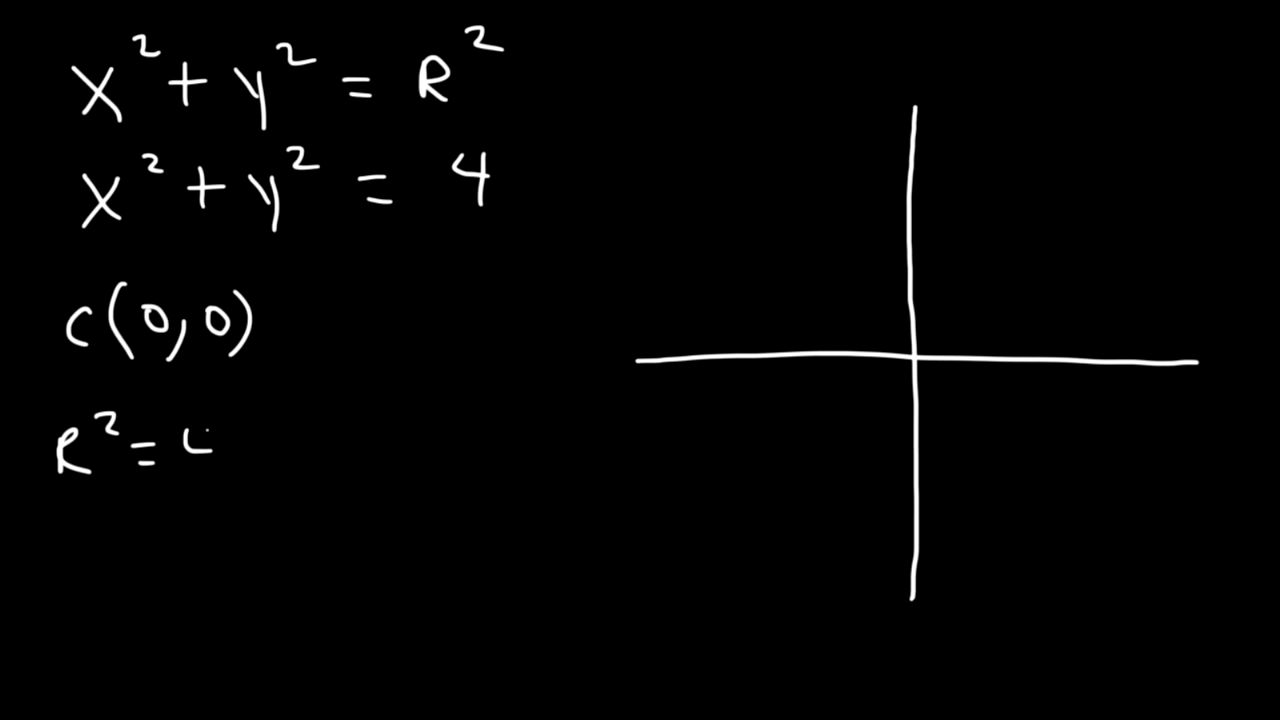 x² + y² = R²
x² + y² = 4
C(0,0)
R² =